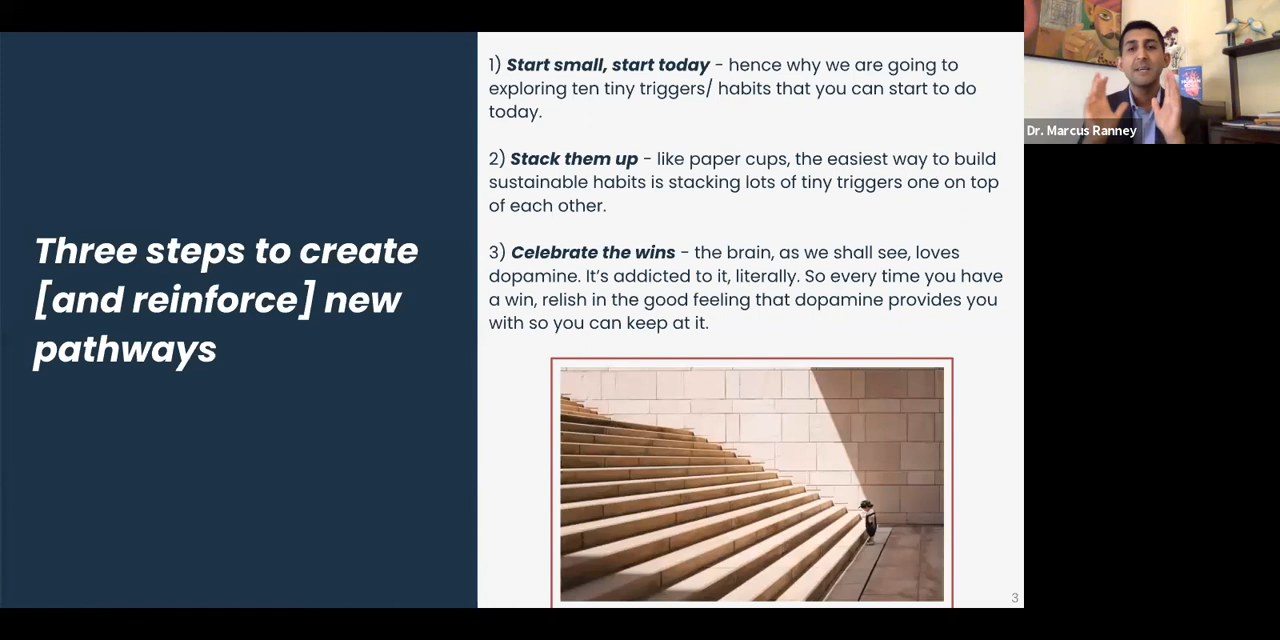 Three steps to create
[and reinforce] new
pathways
1) Start small, start today - hence why we are going to
exploring ten tiny triggers/ habits that you can start to do
today.
2) Stack them up - like paper cups, the easiest way to build
sustainable habits is stacking lots of tiny triggers one on top
of each other.
3) Celebrate the wins - the brain, as we shall see, loves
dopamine. It's addicted to it, literally. So every time you have
a win, relish in the good feeling that dopamine provides you
with so you can keep at it.
3
Dr. Marcus Ranney